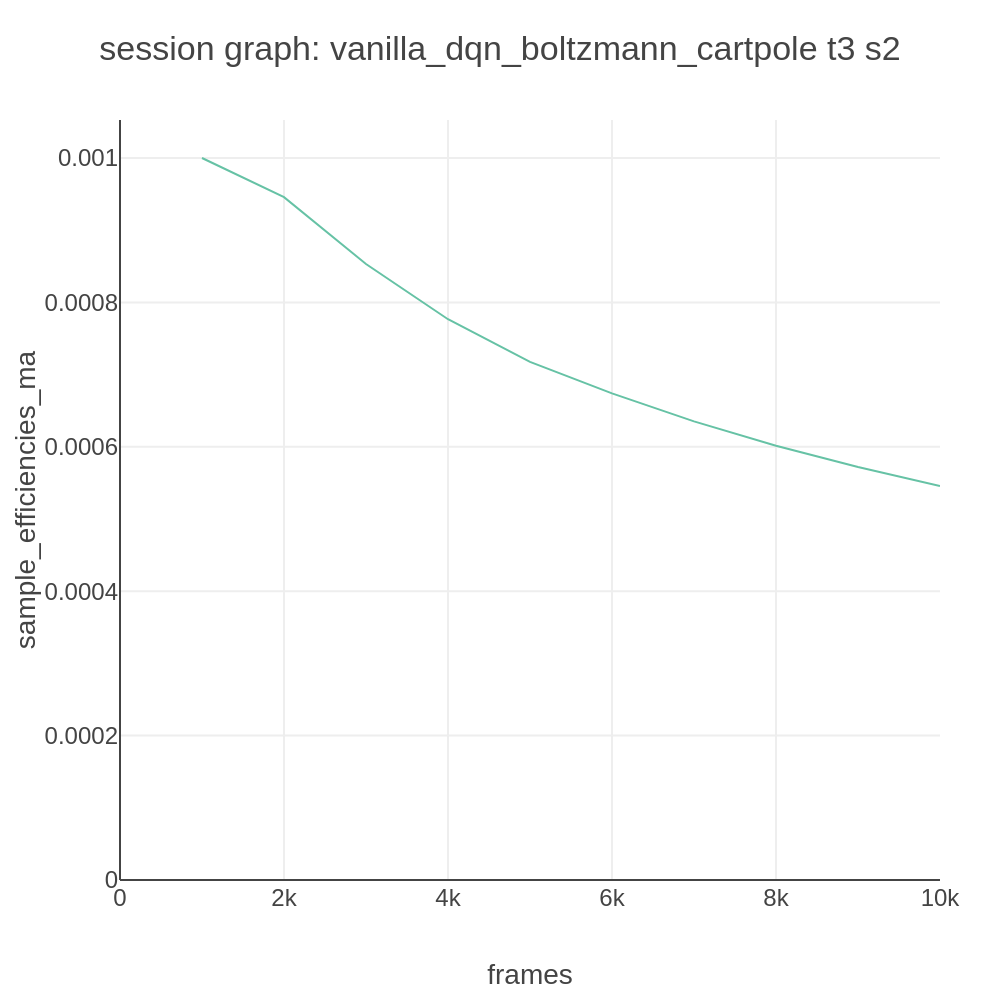 session graph: vanilla_dqn_boltzmann_cartpole t3 s2
sample_efficiencies_ma
0.001
0.0008
0.0006
0.0004
0.0002
0
0 2k 4k 6k 8k 10k
frames